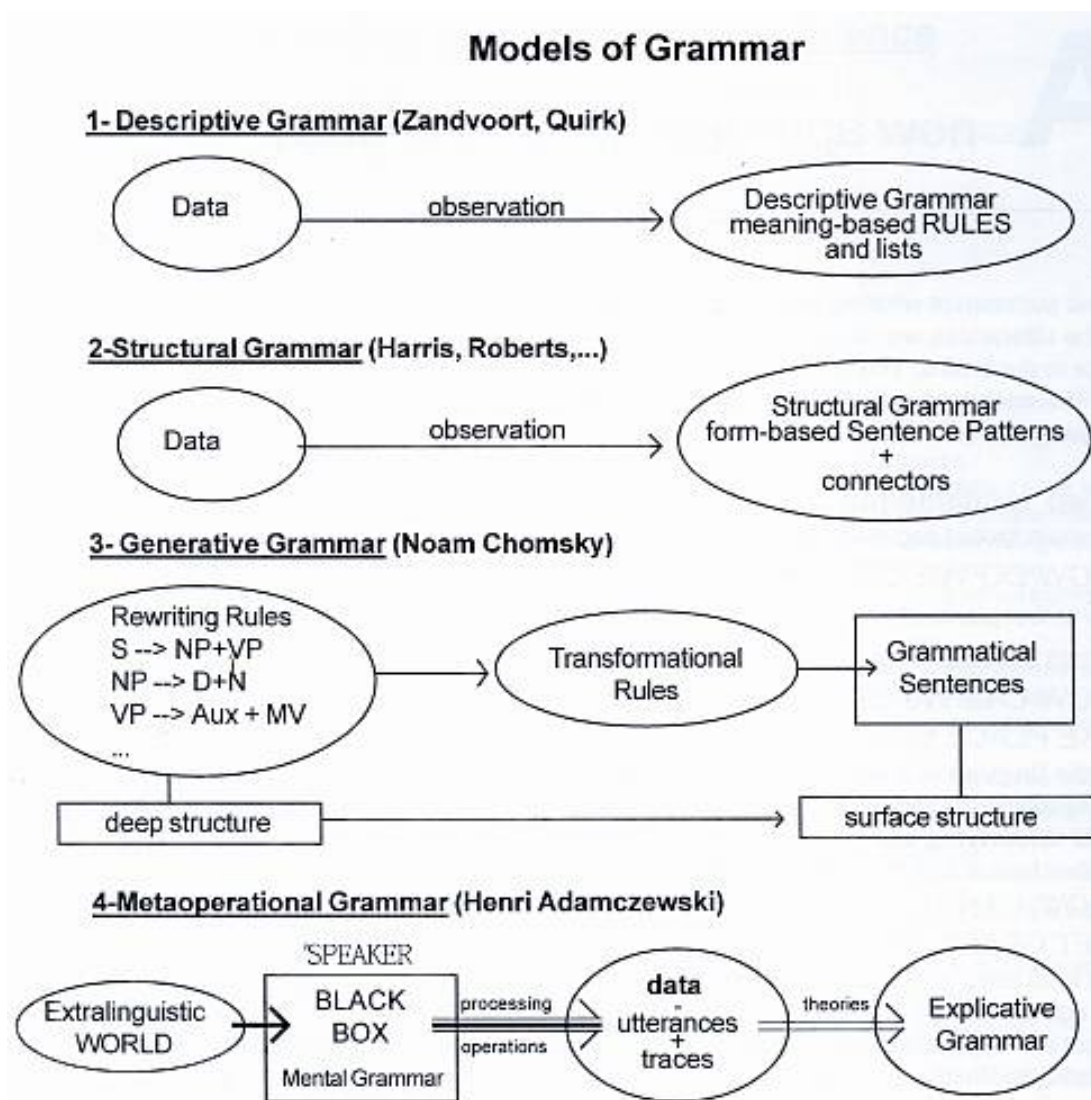 Models of Grammar
1- Descriptive Grammar (Zandvoort, Quirk)
Data
observation
Descriptive Grammar
meaning-based RULES
and lists
2-Structural Grammar (Harris, Roberts,...)
Data
observation
Structural Grammar
form-based Sentence Patterns
+
connectors
3- Generative Grammar (Noam Chomsky)
Rewriting Rules
S --> NP+VP
NP --> D+N
VP --> Aux + MV
...
Transformational
Rules
Grammatical
Sentences
deep structure
surface structure
4-Metaoperational Grammar (Henri Adamczewski)
Extralinguistic
WORLD
'SPEAKER
BLACK
BOX
Mental Grammar
processing
operations
data
-
utterances
+
traces
theories
Explicative
Grammar